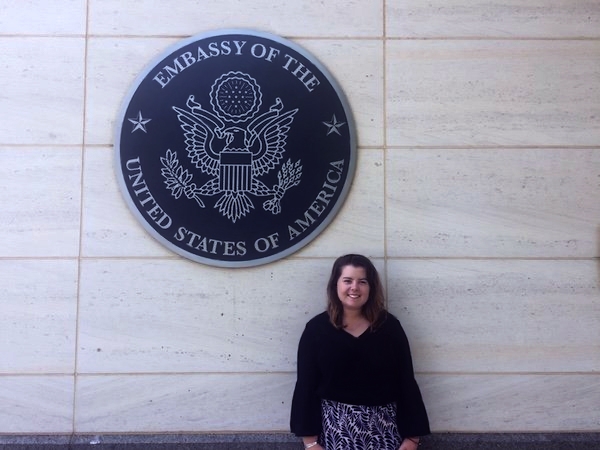 EMBASSY OF THE
UNITED STATES OF AMERICA